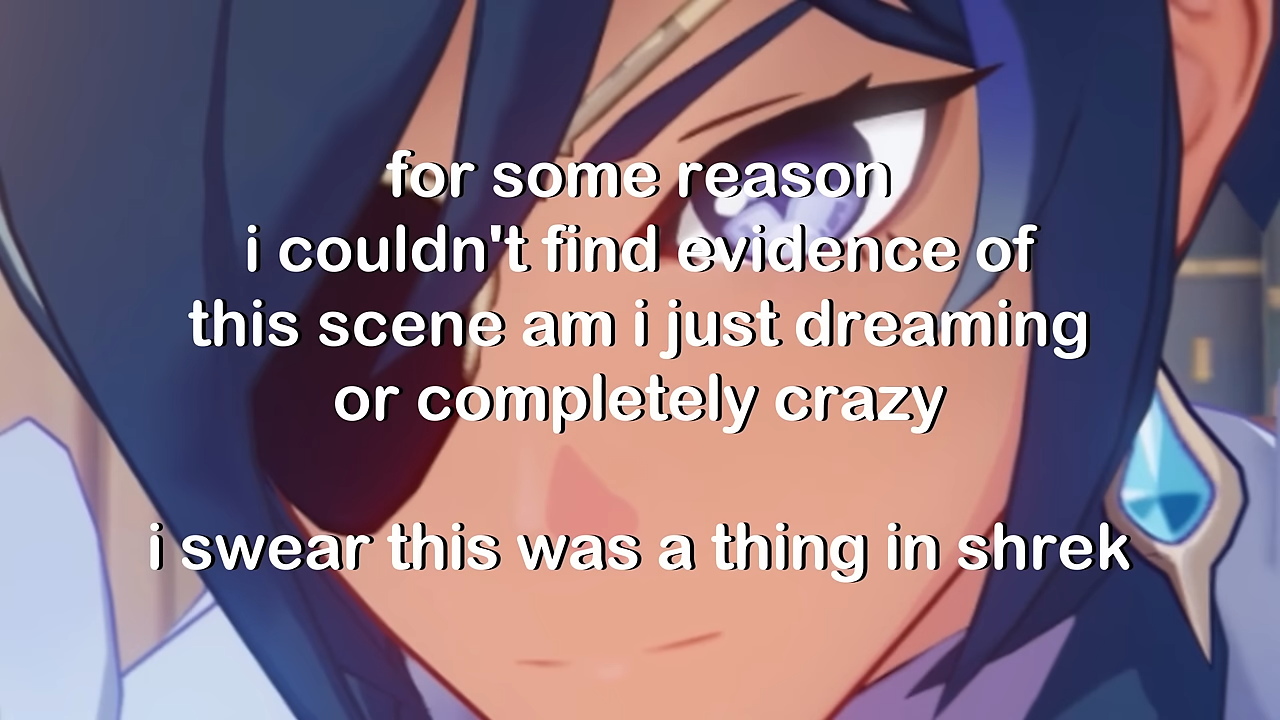 for some reason
i couldn't find evidence of
this scene am i just dreaming
or completely crazy
i swear this was a thing in shrek